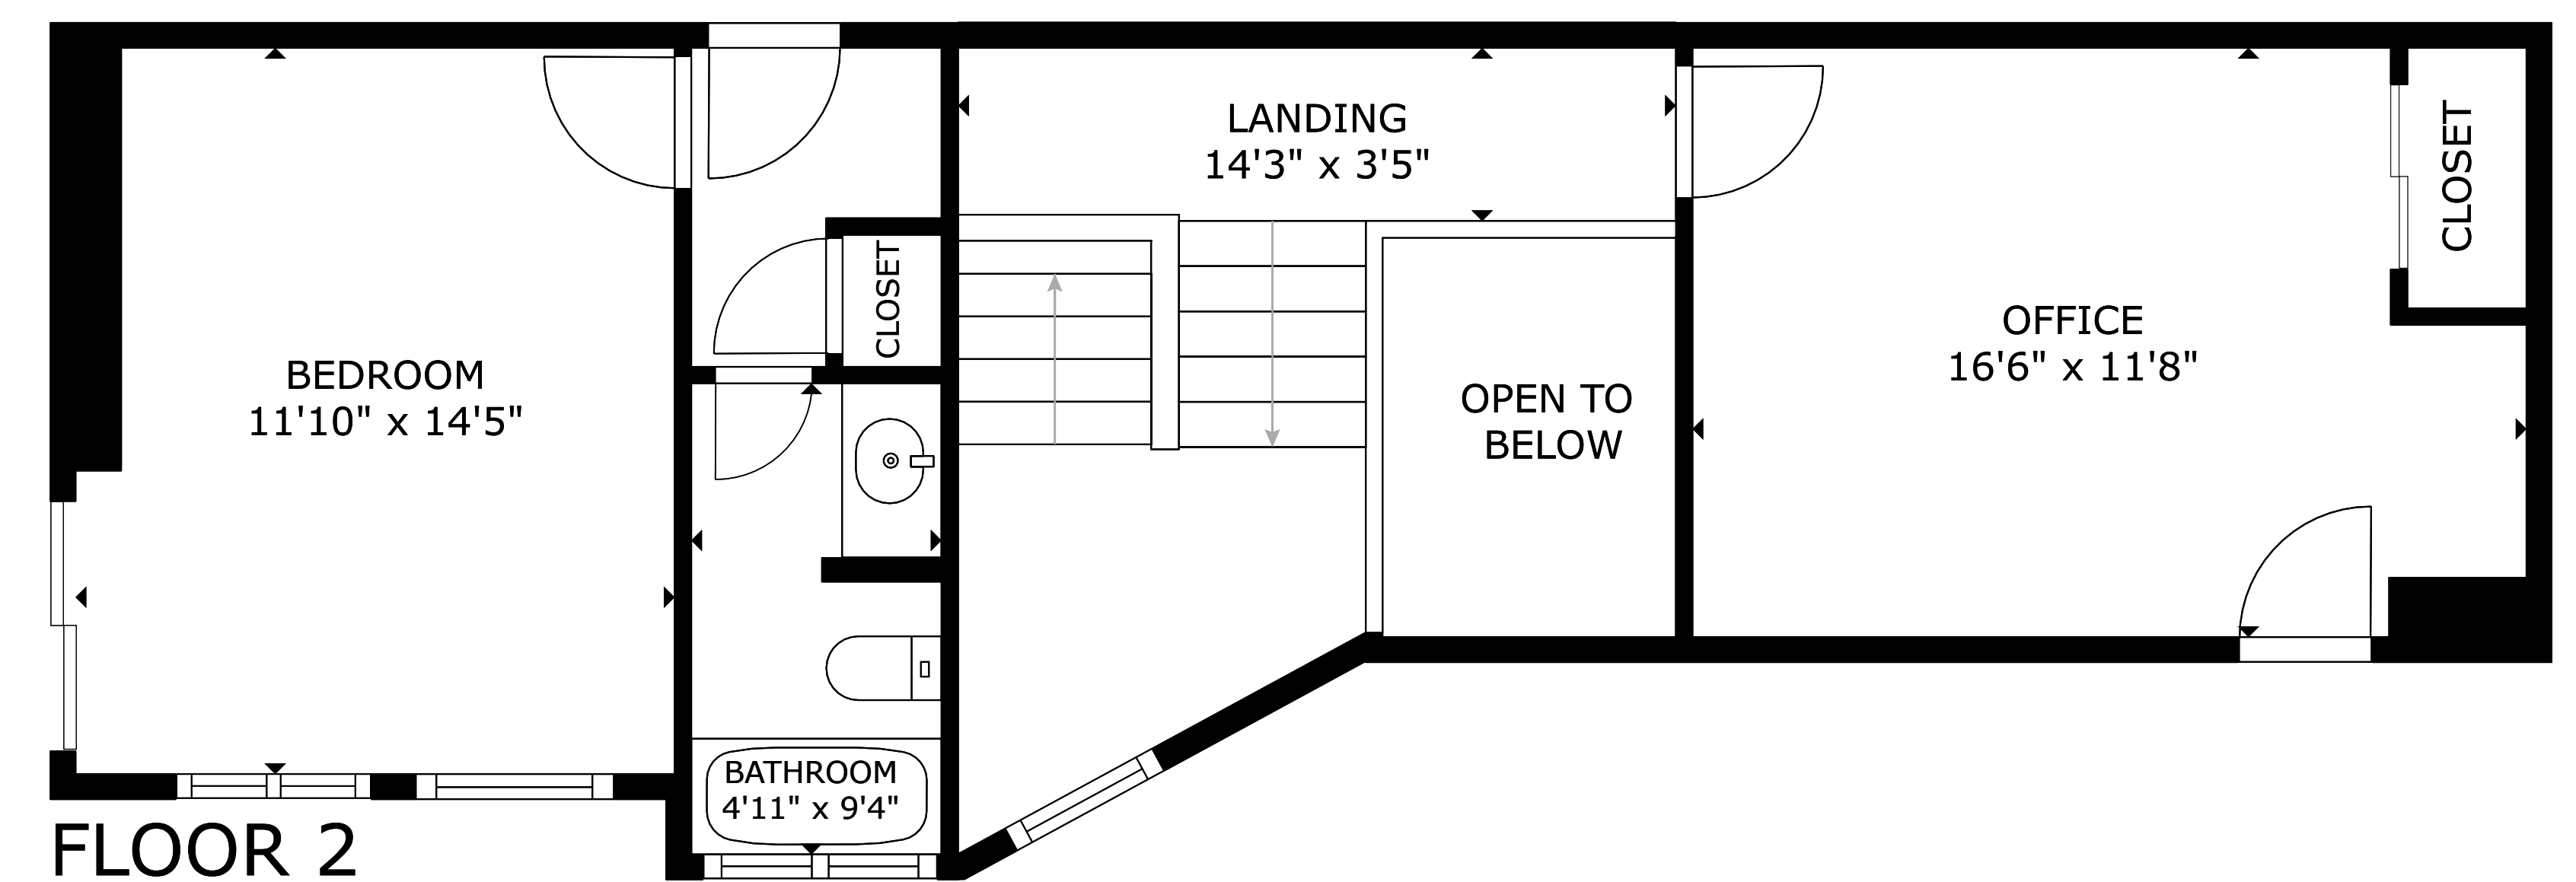 BEDROOM
11'10" x 14'5"
CLOSET
BATHROOM
4'11" x 9'4"
LANDING
14'3" x 3'5"
OPEN TO
BELOW
OFFICE
16'6" x 11'8"
CLOSET
FLOOR 2